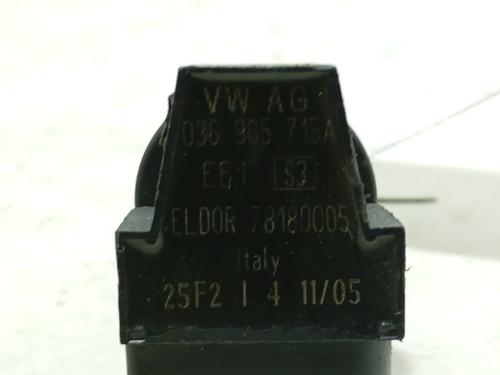 VW AG
036 905 715A
EE1 S3
ELDOR 78180005
Italy
25F2 I 4 11/05